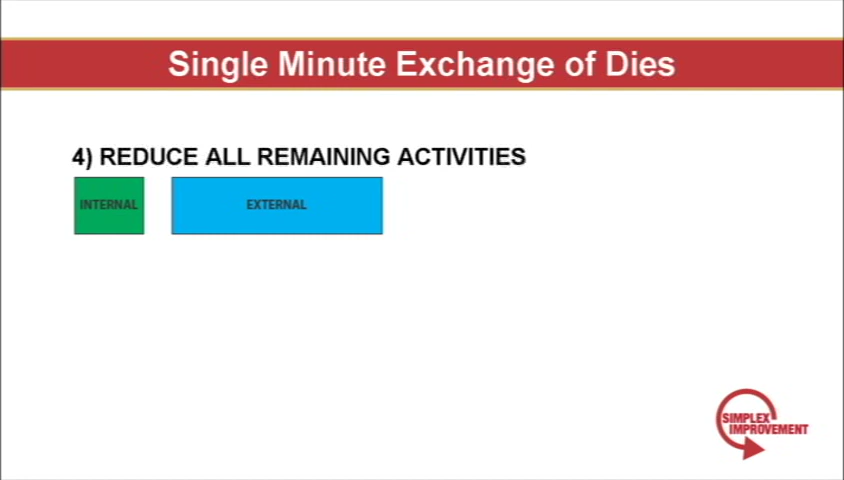 Single Minute Exchange of Dies
4) REDUCE ALL REMAINING ACTIVITIES
INTERNAL
EXTERNAL
SIMPLEX
IMPROVEMENT